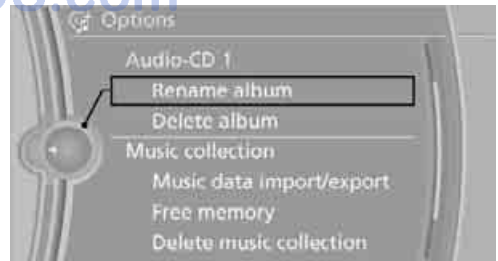 Options
Audio-CD 1
Rename album
Delete album
Music collection
Music data import/export
Free memory
Delete music collection